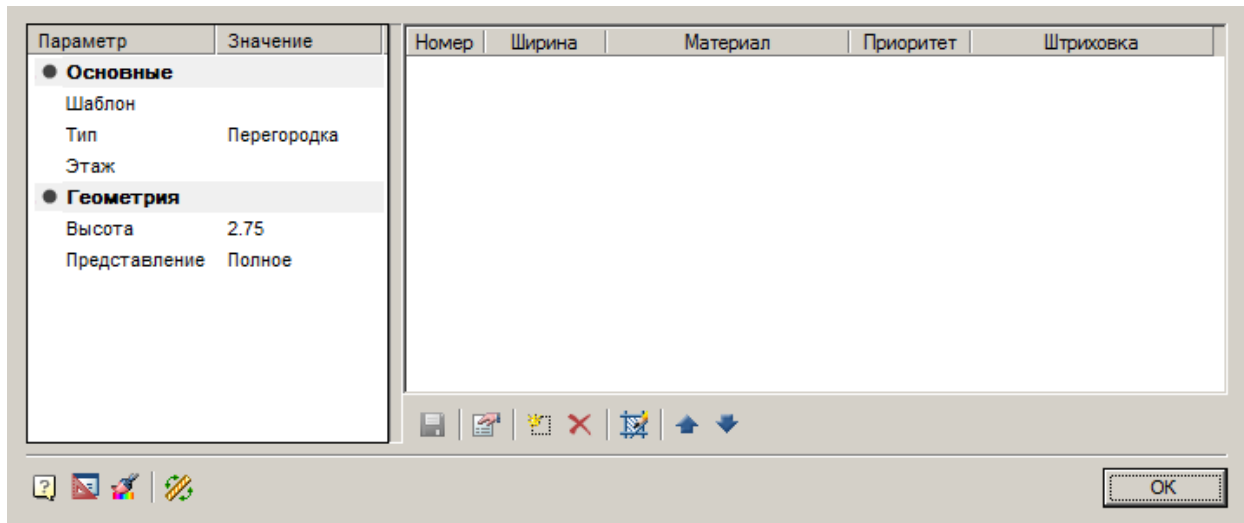 Параметр Значение
Основные
Шаблон
Тип Перегородка
Этаж
Геометрия
Высота 2.75
Представление Полное
Номер Ширина Материал Приоритет Штриховка
OK